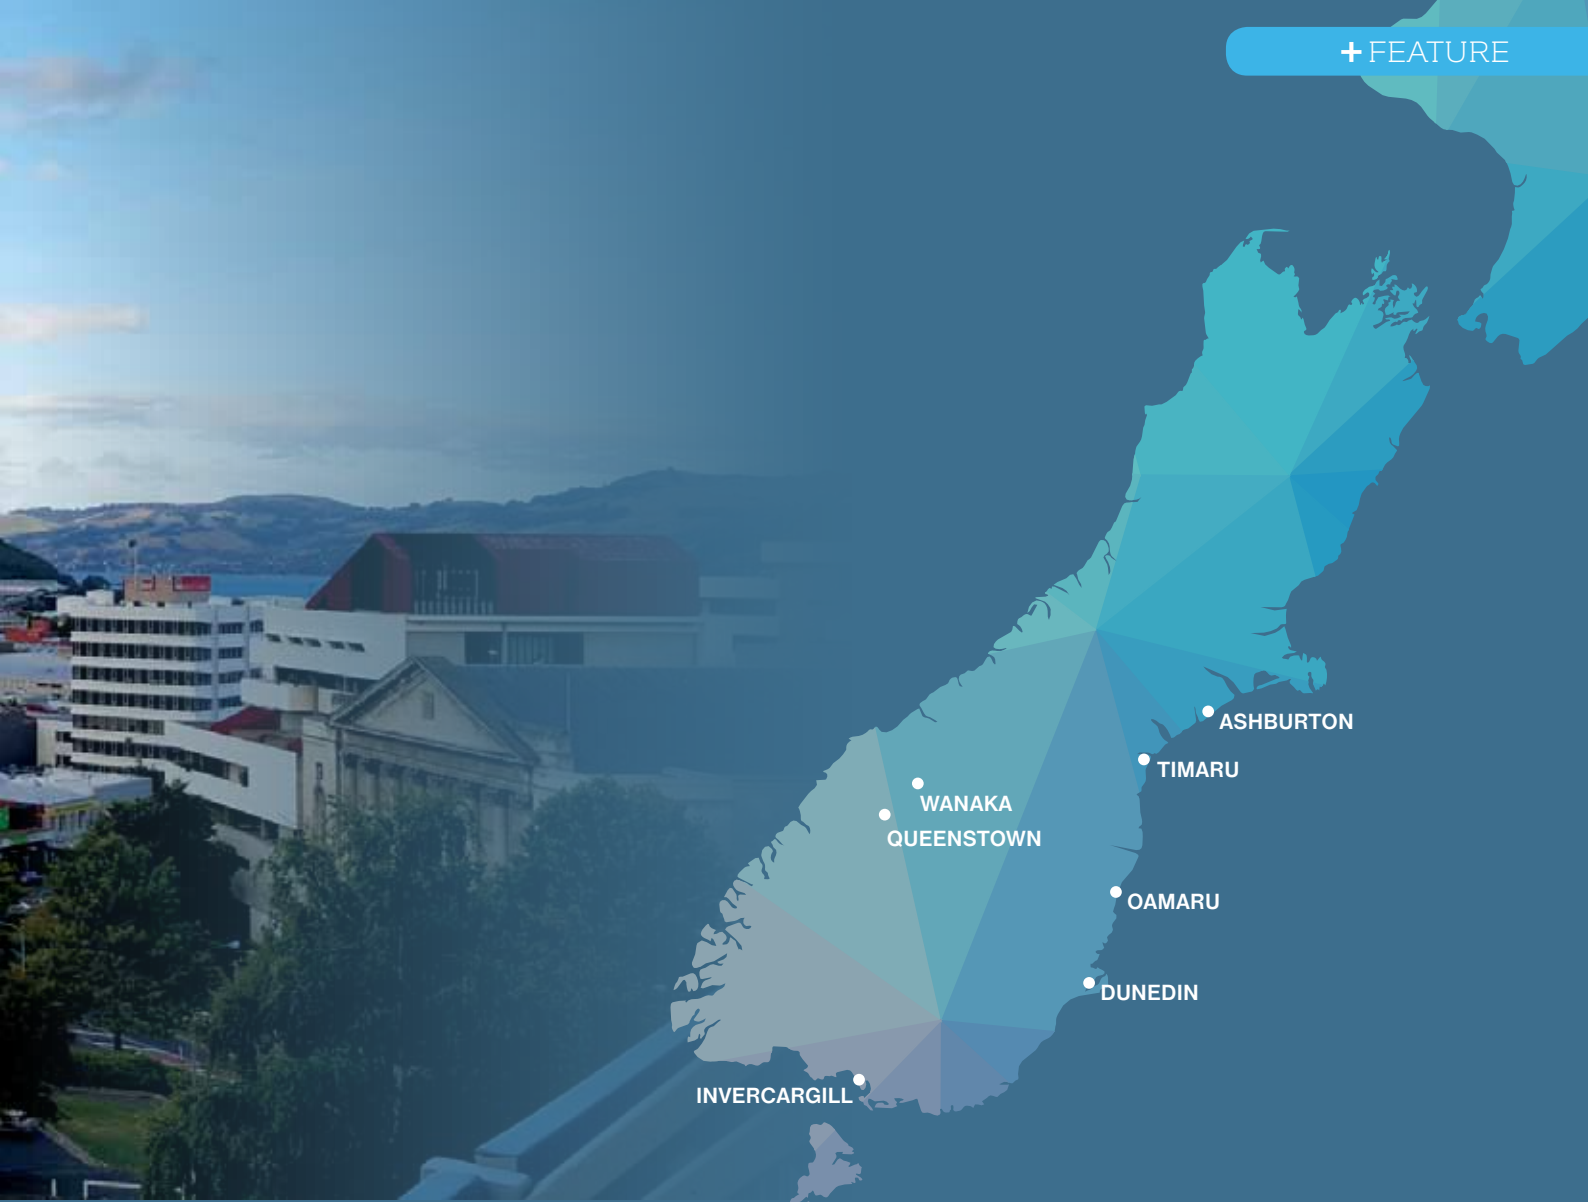 + FEATURE
ASHBURTON
TIMARU
WANAKA
QUEENSTOWN
OAMARU
DUNEDIN
INVERCARGILL